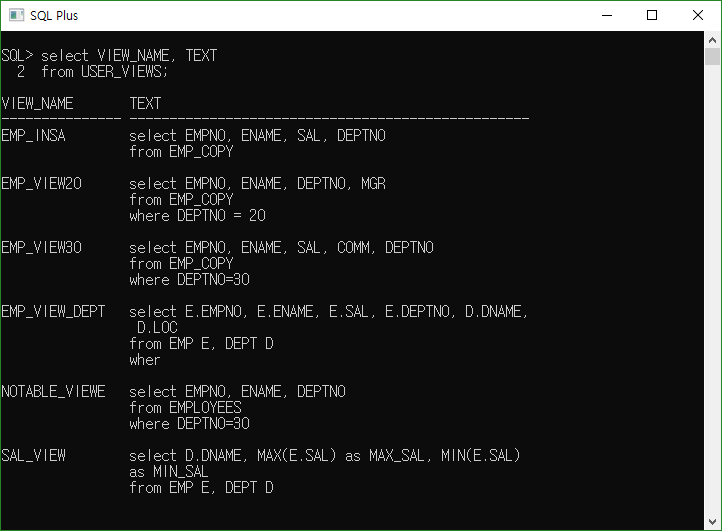 SQL Plus
SQL> select VIEW_NAME, TEXT
2 from USER_VIEWS;
VIEW_NAME TEXT
--------------- --------------------------------------------------
EMP_INSA select EMPNO, ENAME, SAL, DEPTNO
from EMP_COPY
EMP_VIEW20 select EMPNO, ENAME, DEPTNO, MGR
from EMP_COPY
where DEPTNO = 20
EMP_VIEW30 select EMPNO, ENAME, SAL, COMM, DEPTNO
from EMP_COPY
where DEPTNO=30
EMP_VIEW_DEPT select E.EMPNO, E.ENAME, E.SAL, E.DEPTNO, D.DNAME,
D.LOC
from EMP E, DEPT D
wher
NOTABLE_VIEWE select EMPNO, ENAME, DEPTNO
from EMPLOYEES
where DEPTNO=30
SAL_VIEW select D.DNAME, MAX(E.SAL) as MAX_SAL, MIN(E.SAL)
as MIN_SAL
from EMP E, DEPT D